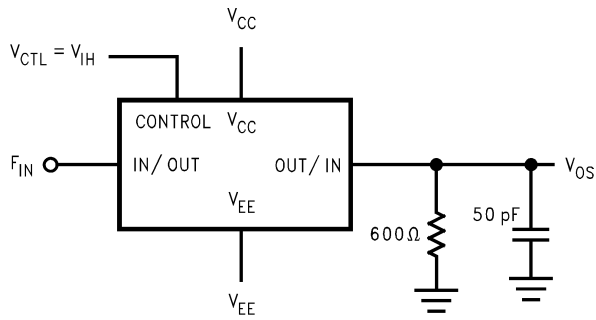 V_CC
V_CTL = V_IH
CONTROL V_CC
F_IN IN/OUT OUT/IN V_OS
V_EE
600Ω 50 pF
V_EE